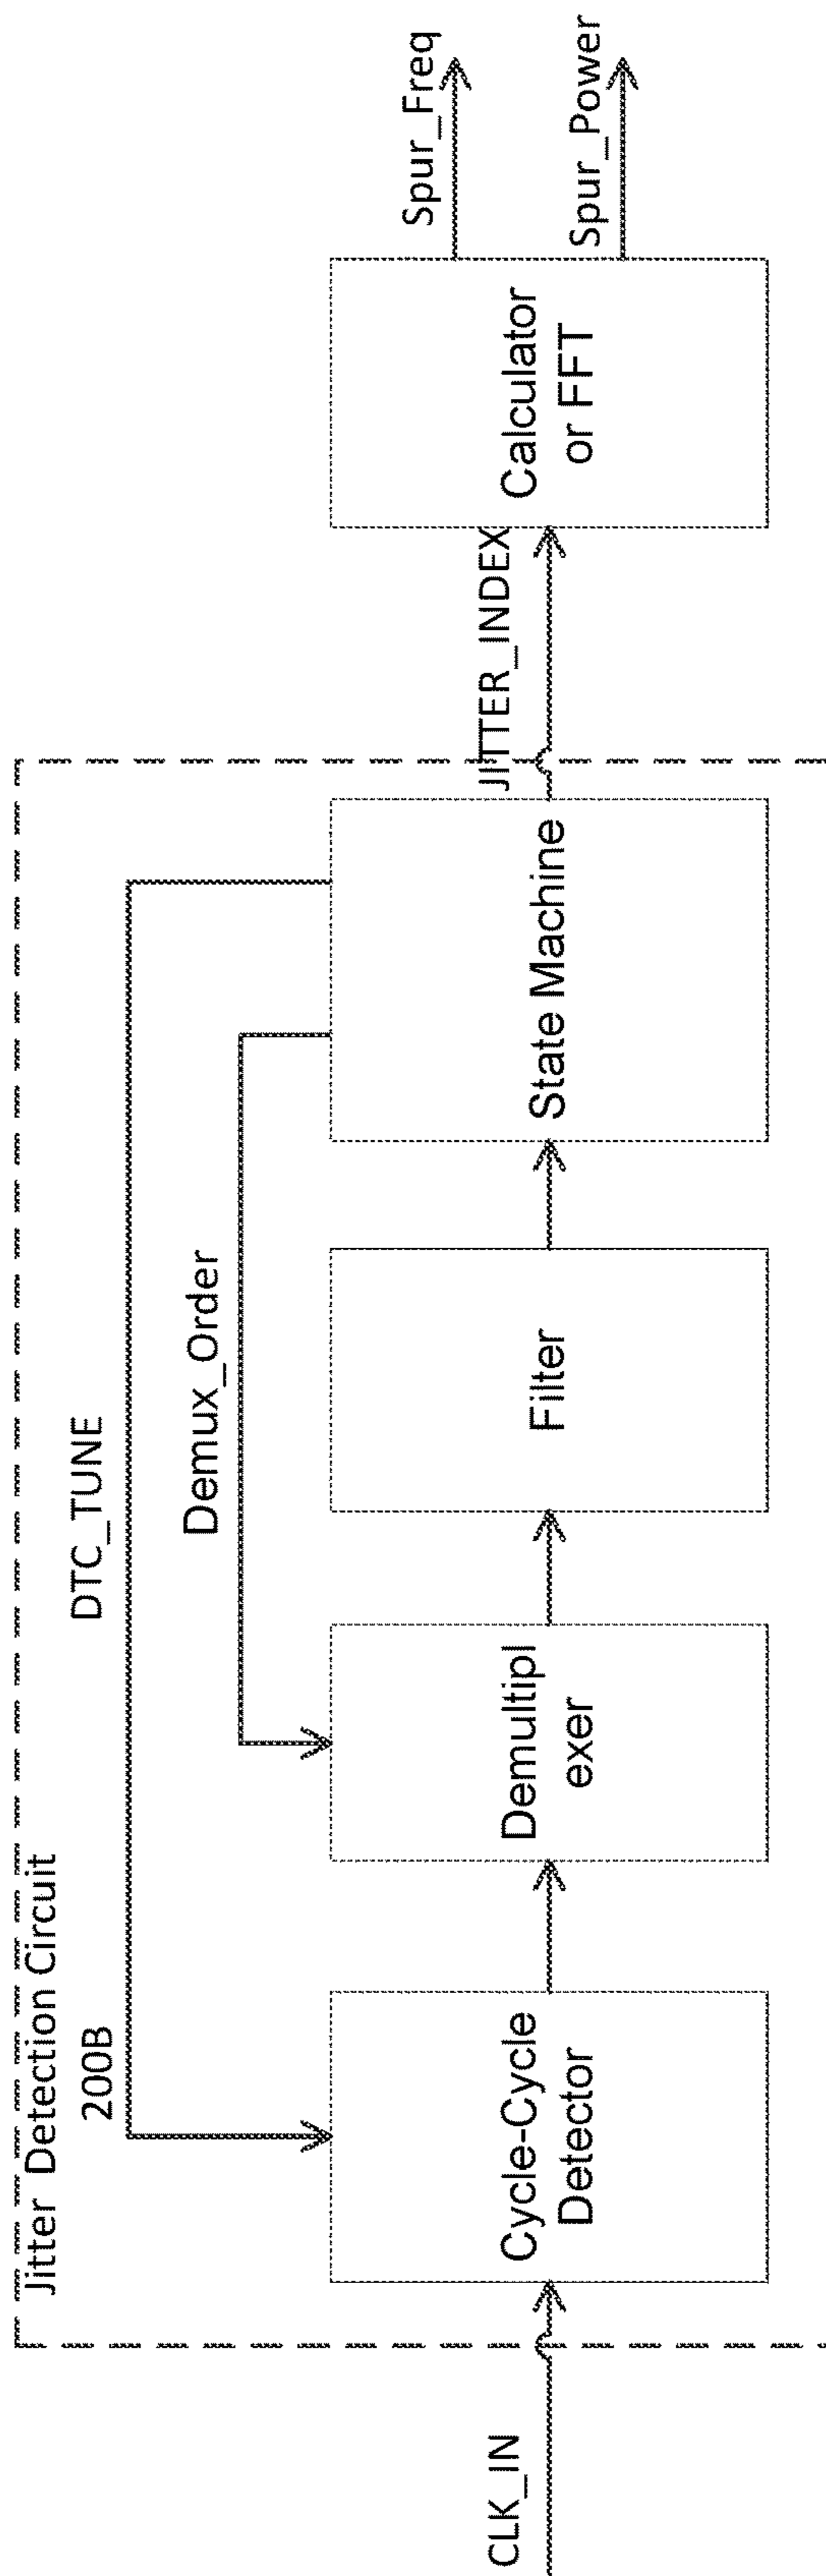 Jitter Detection Circuit
200B
DTC_TUNE
Demux_Order
CLK_IN
Cycle-Cycle
Detector
Demultipl
exer
Filter
State Machine
JITTER_INDEX
Calculator
or FFT
Spur_Freq
Spur_Power